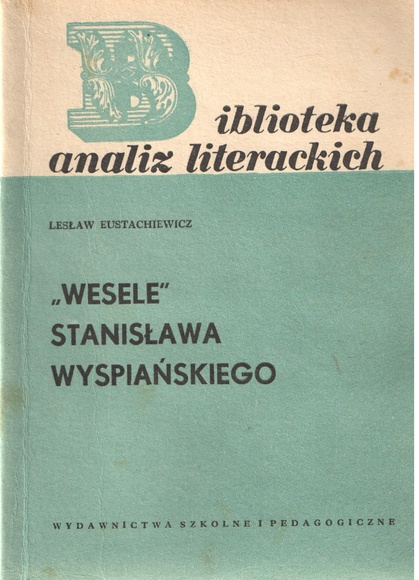 Biblioteka
analiz literackich
LESŁAW EUSTACHIEWICZ
„WESELE”
STANISŁAWA
WYSPIAŃSKIEGO
WYDAWNICTWA SZKOLNE I PEDAGOGICZNE